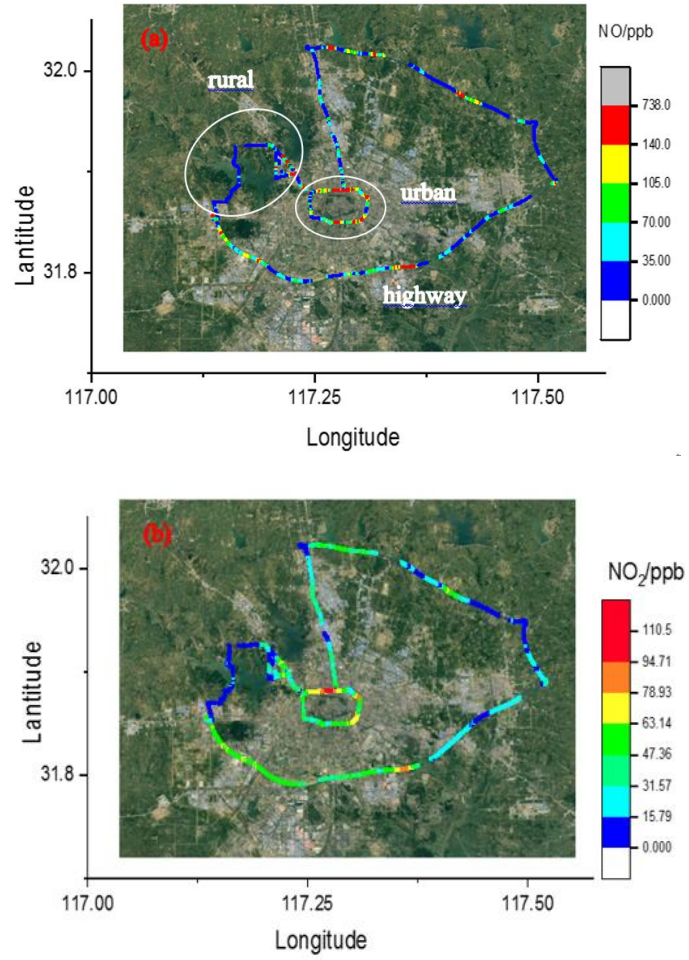 (a)
NO/ppb
32.0
rural
738.0
140.0
urban
105.0
Lantitude
70.00
31.8
35.00
highway
0.000
117.00
117.25
117.50
Longitude
(b)
32.0
NO2/ppb
110.5
94.71
78.93
Lantitude
63.14
47.36
31.8
31.57
15.79
0.000
117.00
117.25
117.50
Longitude